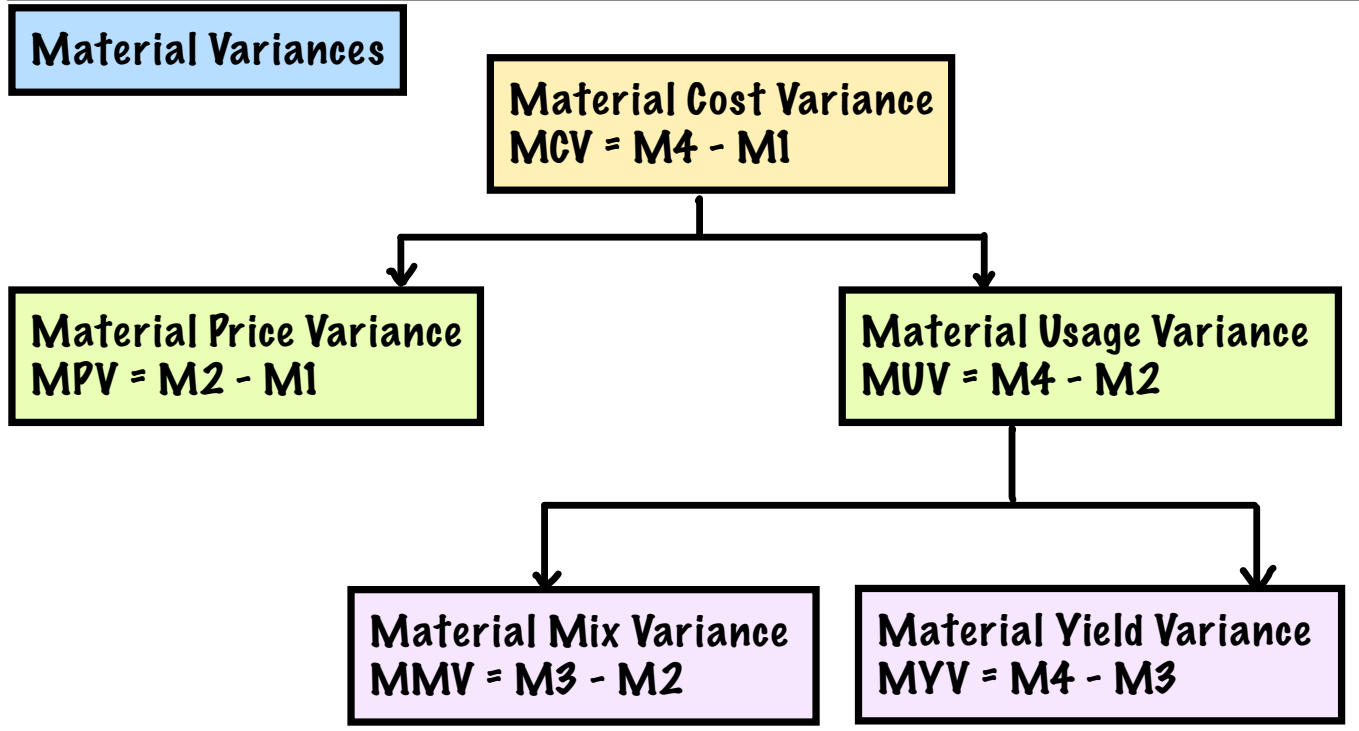 Material Variances
Material Cost Variance
MCV = M4 - M1
Material Price Variance
MPV = M2 - M1
Material Usage Variance
MUV = M4 - M2
Material Mix Variance
MMV = M3 - M2
Material Yield Variance
MYV = M4 - M3